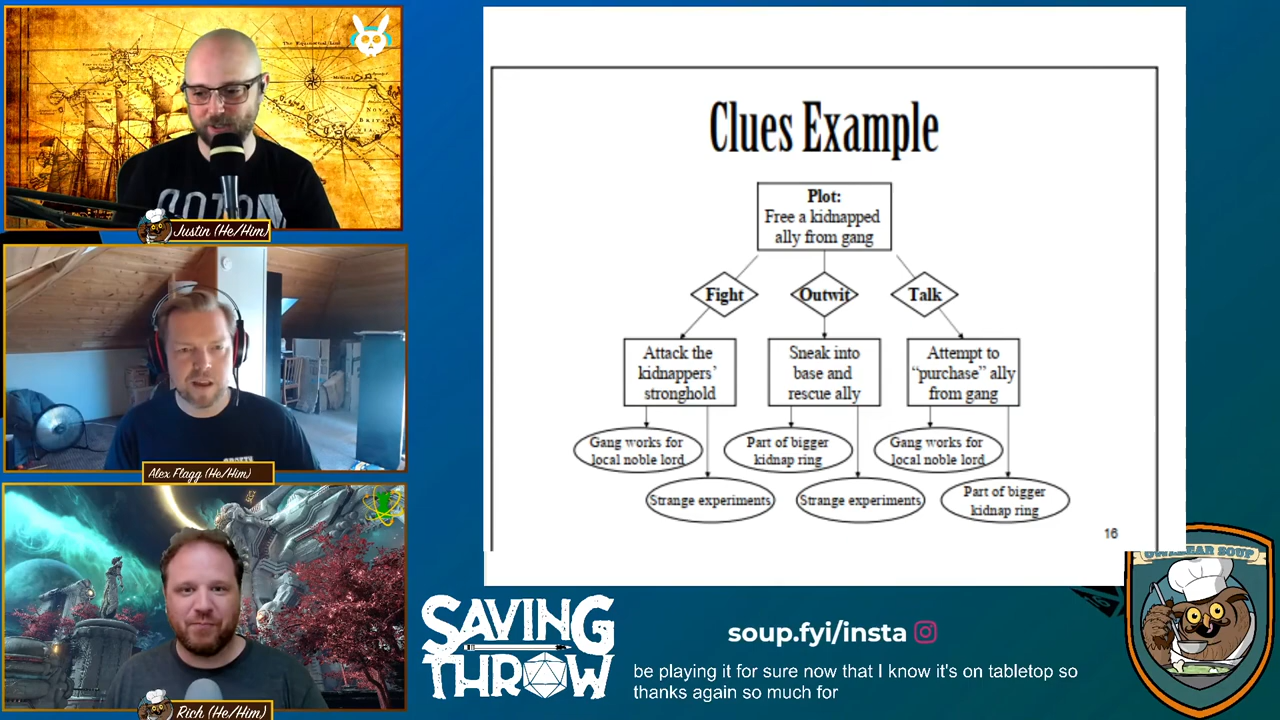 Justin (He/Him)
Alex Flagg (He/Him)
Rich (He/Him)
Clues Example
Plot:
Free a kidnapped
ally from gang
Fight
Outwit
Talk
Attack the
kidnappers'
stronghold
Sneak into
base and
rescue ally
Attempt to
“purchase” ally
from gang
Gang works for
local noble lord
Part of bigger
kidnap ring
Gang works for
local noble lord
Strange experiments
Strange experiments
Part of bigger
kidnap ring
16
SAVING
THROW
soup.fyi/insta
be playing it for sure now that I know it's on tabletop so
thanks again so much for
OWLBEAR SOUP